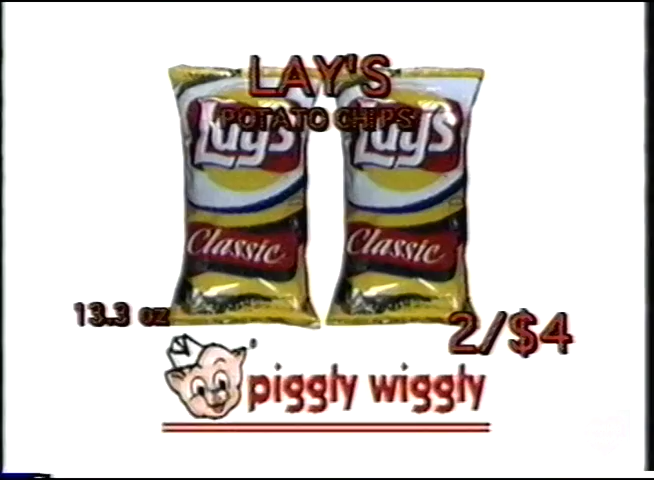 LAY'S
POTATO CHIPS
Lay's Lay's
Classic Classic
13.3 oz
2/$4
piggly wiggly